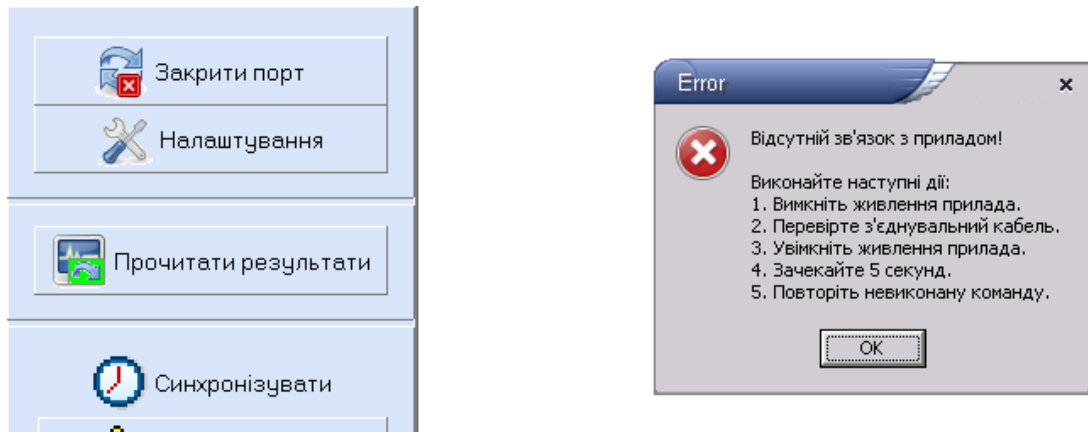 Закрити порт
Налаштування
Прочитати результати
Синхронізувати
Error
Відсутній зв'язок з приладом!
Виконайте наступні дії:
1. Вимкніть живлення прилада.
2. Перевірте з'єднувальний кабель.
3. Увімкніть живлення прилада.
4. Зачекайте 5 секунд.
5. Повторіть невиконану команду.
OK